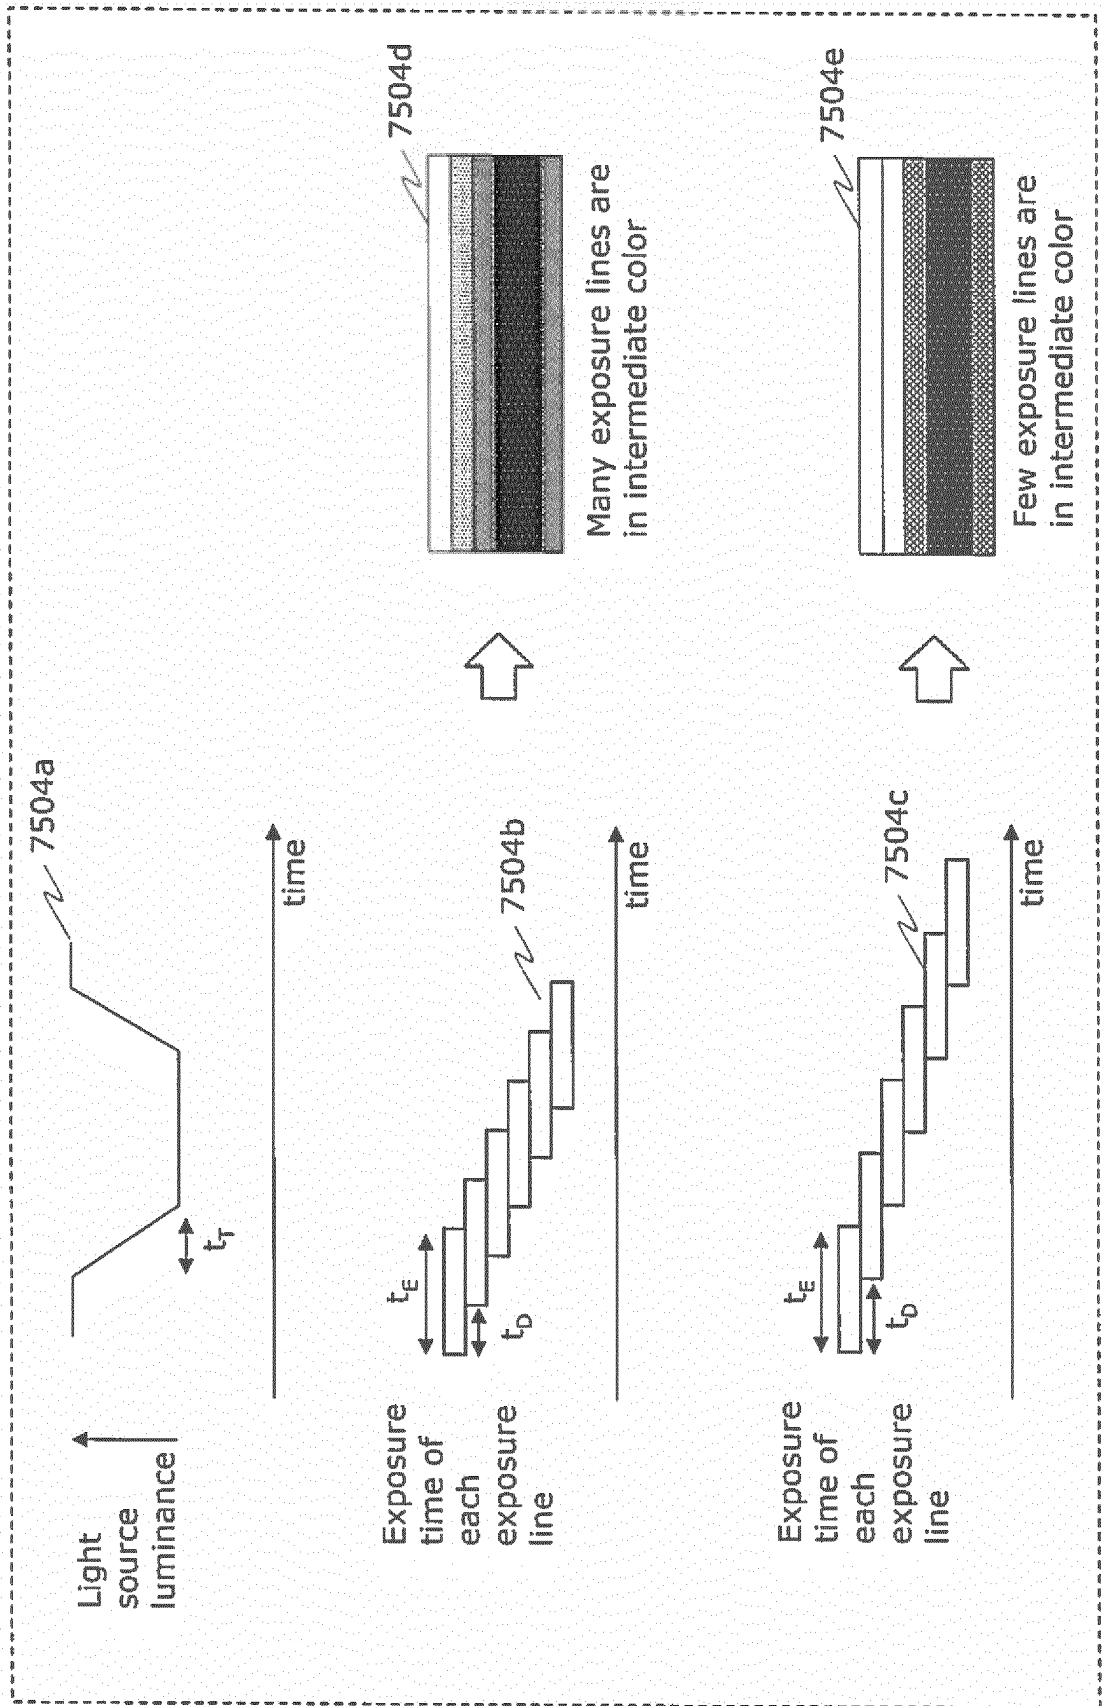 Light
source
luminance
7504a
t_T
time
Exposure
time of
each
exposure
line
t_E
t_D
7504b
time
7504d
Many exposure lines are
in intermediate color
Exposure
time of
each
exposure
line
t_E
t_D
7504c
time
7504e
Few exposure lines are
in intermediate color